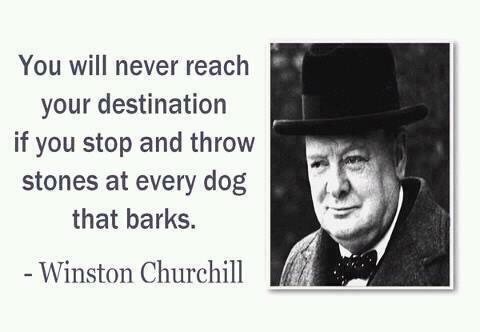 You will never reach
your destination
if you stop and throw
stones at every dog
that barks.
- Winston Churchill